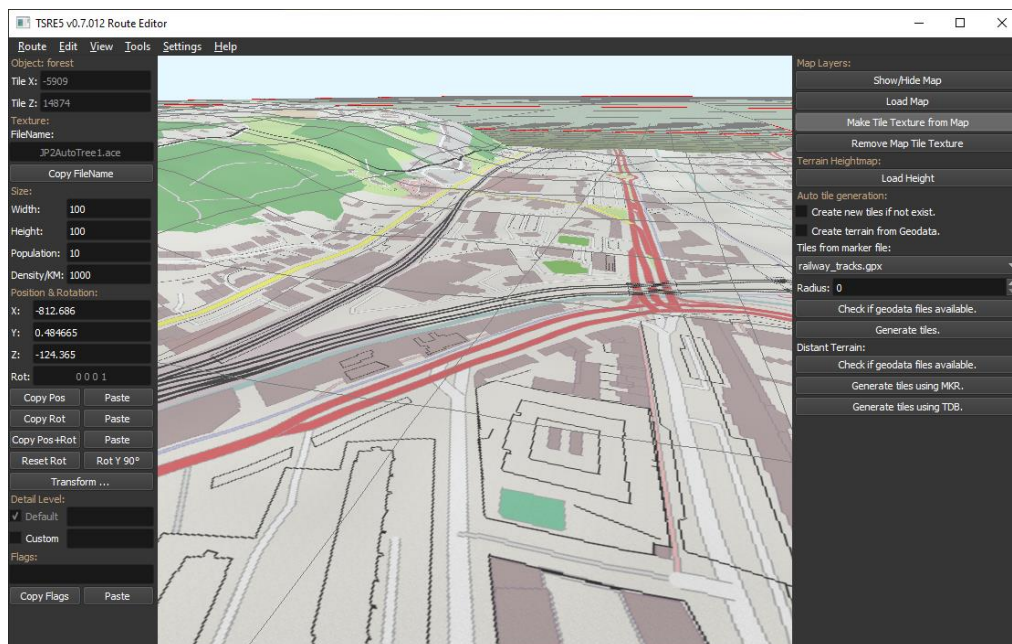 TSRE5 v0.7.012 Route Editor
Route Edit View Tools Settings Help
Object: forest
Tile X: -5909
Tile Z: 14874
Texture:
FileName:
JP2AutoTree1.ace
Copy FileName
Size:
Width: 100
Height: 100
Population: 10
Density/KM: 1000
Position & Rotation:
X: -812.686
Y: 0.484665
Z: -124.365
Rot: 0 0 0 1
Copy Pos Paste
Copy Rot Paste
Copy Pos+Rot Paste
Reset Rot Rot Y 90°
Transform ...
Detail Level:
Default
Custom
Flags:
Copy Flags Paste
Map Layers:
Show/Hide Map
Load Map
Make Tile Texture from Map
Remove Map Tile Texture
Terrain Heightmap:
Load Height
Auto tile generation:
Create new tiles if not exist.
Create terrain from Geodata.
Tiles from marker file:
railway_tracks.gpx
Radius: 0
Check if geodata files available.
Generate tiles.
Distant Terrain:
Check if geodata files available.
Generate tiles using MKR.
Generate tiles using TDB.